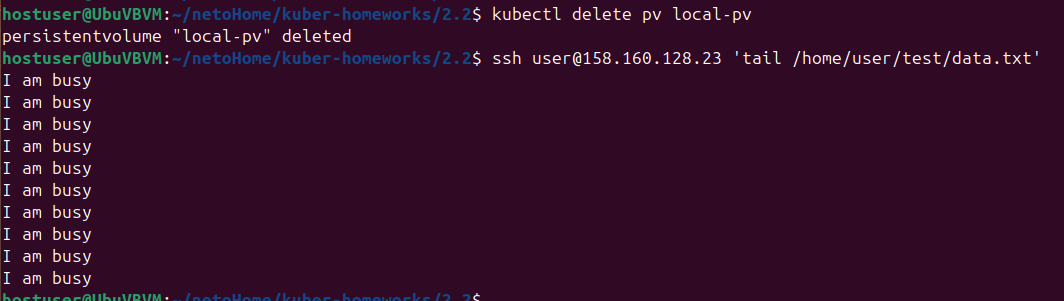 hostuser@UbuVBVM:~/netoHome/kuber-homeworks/2.2$ kubectl delete pv local-pv
persistentvolume "local-pv" deleted
hostuser@UbuVBVM:~/netoHome/kuber-homeworks/2.2$ ssh user@158.160.128.23 'tail /home/user/test/data.txt'
I am busy
I am busy
I am busy
I am busy
I am busy
I am busy
I am busy
I am busy
I am busy
I am busy
hostuser@UbuVBVM:~/netoHome/kuber-homeworks/2.2$